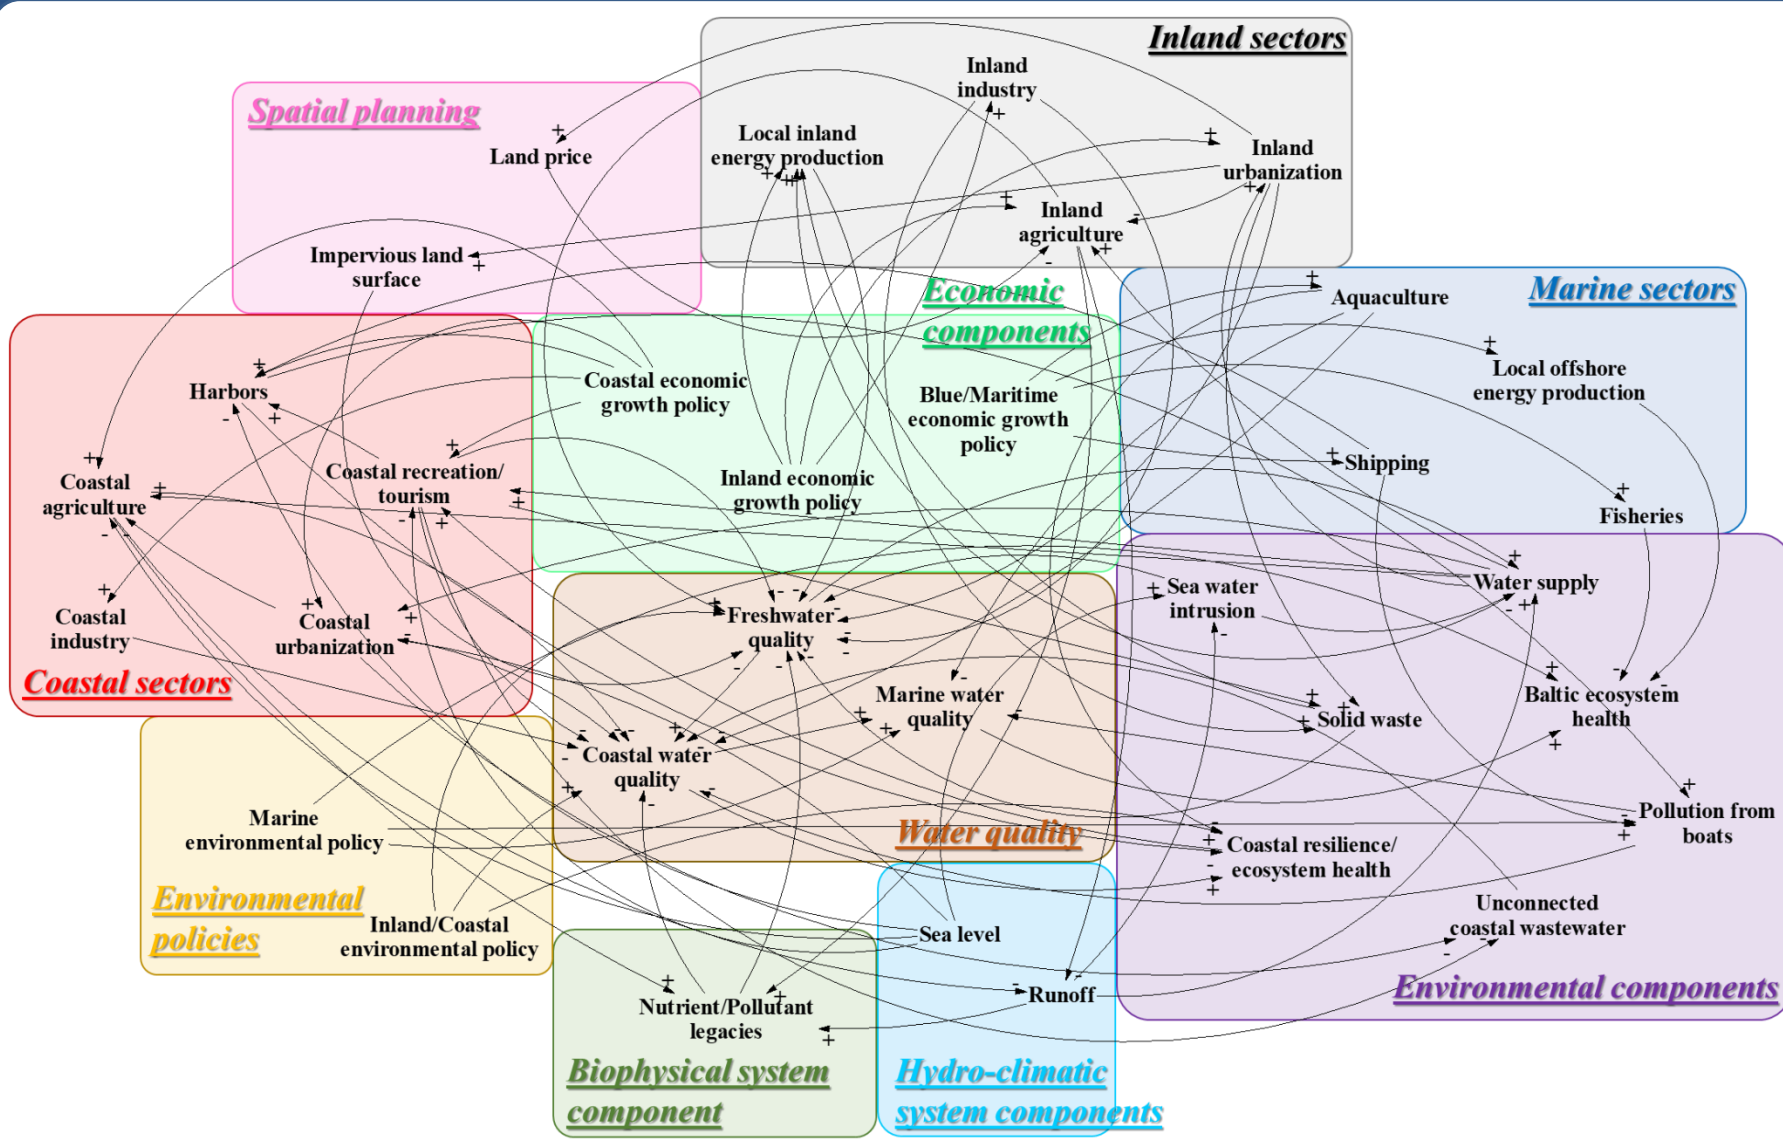 Inland sectors
Inland
industry
Local inland
energy production
Inland
urbanization
Inland
agriculture
Spatial planning
Land price
Impervious land
surface
Economic
components
Coastal economic
growth policy
Blue/Maritime
economic growth
policy
Inland economic
growth policy
Marine sectors
Aquaculture
Local offshore
energy production
Shipping
Fisheries
Harbors
Coastal recreation/
tourism
Coastal
agriculture
Coastal
industry
Coastal
urbanization
Coastal sectors
Freshwater
quality
Marine water
quality
Coastal water
quality
Water quality
Sea water
intrusion
Water supply
Solid waste
Baltic ecosystem
health
Pollution from
boats
Coastal resilience/
ecosystem health
Unconnected
coastal wastewater
Environmental components
Marine
environmental policy
Environmental
policies
Inland/Coastal
environmental policy
Nutrient/Pollutant
legacies
Biophysical system
component
Sea level
Runoff
Hydro-climatic
system components